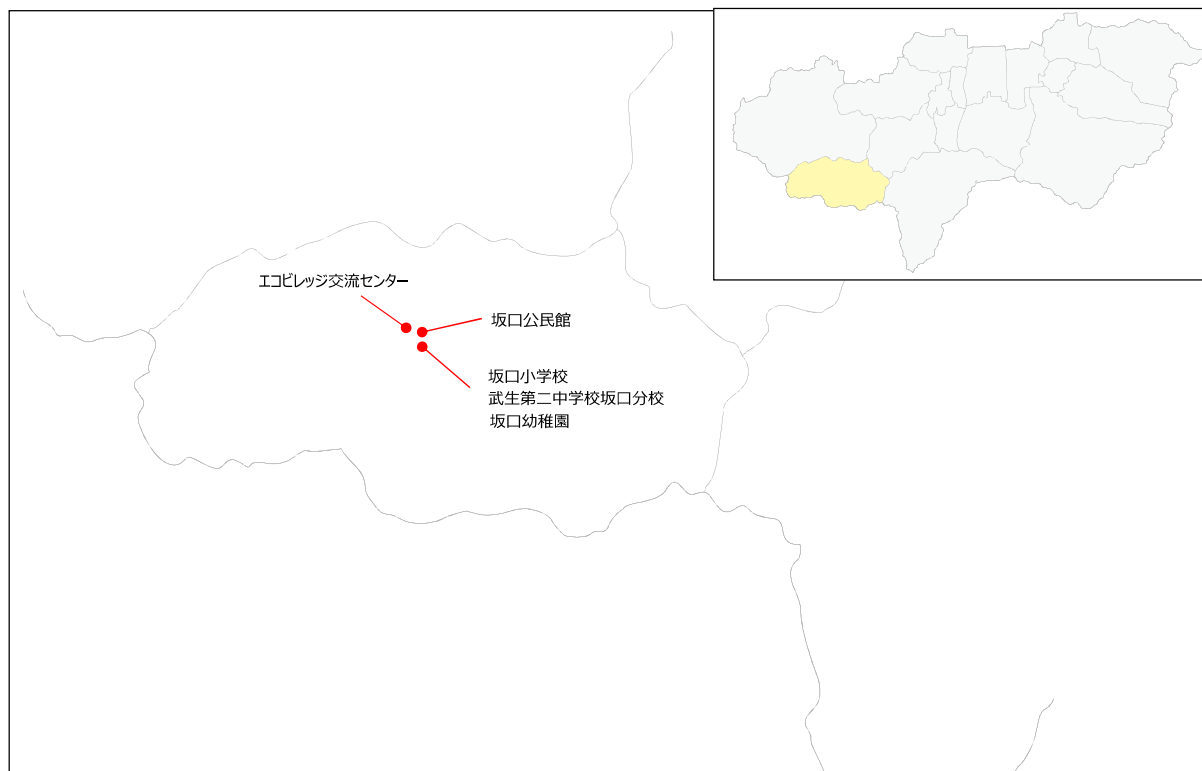 エコビレッジ交流センター
坂口公民館
坂口小学校
武生第二中学校坂口分校
坂口幼稚園